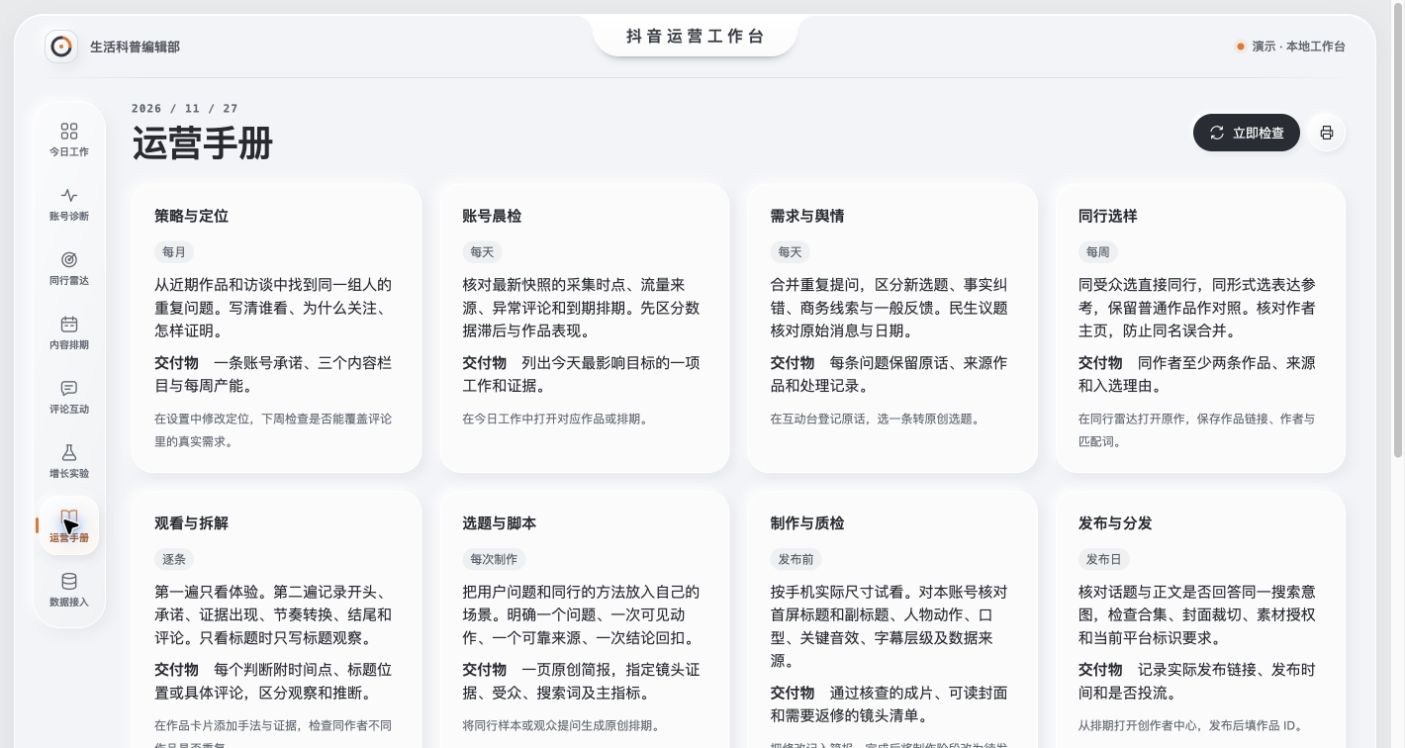 生活科普编辑部
抖音运营工作台
演示 · 本地工作台
2026 / 11 / 27
运营手册
立即检查
今日工作
账号诊断
同行雷达
内容排期
评论互动
增长实验
运营手册
数据接入
策略与定位
每月
从近期作品和访谈中找到同一组人的
重复问题。写清谁看、为什么关注、
怎样证明。
交付物 一条账号承诺、三个内容栏
目与每周产能。
在设置中修改定位，下周检查是否能覆盖评论
里的真实需求。
账号晨检
每天
核对最新快照的采集时点、流量来
源、异常评论和到期排期。先区分数
据滞后与作品表现。
交付物 列出今天最影响目标的一项
工作和证据。
在今日工作中打开对应作品或排期。
需求与舆情
每天
合并重复提问，区分新选题、事实纠
错、商务线索与一般反馈。民生议题
核对原始消息与日期。
交付物 每条问题保留原话、来源作
品和处理记录。
在互动台登记原话，选一条转原创选题。
同行选样
每周
同受众选直接同行，同形式选表达参
考，保留普通作品作对照。核对作者
主页，防止同名误合并。
交付物 同作者至少两条作品、来源
和入选理由。
在同行雷达打开原作，保存作品链接、作者与
匹配词。
观看与拆解
逐条
第一遍只看体验。第二遍记录开头、
承诺、证据出现、节奏转换、结尾和
评论。只看标题时只写标题观察。
交付物 每个判断附时间点、标题位
置或具体评论，区分观察和推断。
在作品卡片添加手法与证据，检查同作者不同
选题与脚本
每次制作
把用户问题和同行的方法放入自己的
场景。明确一个问题、一次可见动
作、一个可靠来源、一次结论回扣。
交付物 一页原创简报，指定镜头证
据、受众、搜索词及主指标。
将同行样本或观众提问生成原创排期。
制作与质检
发布前
按手机实际尺寸试看。对本账号核对
首屏标题和副标题、人物动作、口
型、关键音效、字幕层级及数据来
源。
交付物 通过核查的成片、可读封面
和需要返修的镜头清单。
发布与分发
发布日
核对话题与正文是否回答同一搜索意
图，检查合集、封面裁切、素材授权
和当前平台标识要求。
交付物 记录实际发布链接、发布时
间和是否投流。
从排期打开创作者中心，发布后填作品 ID。